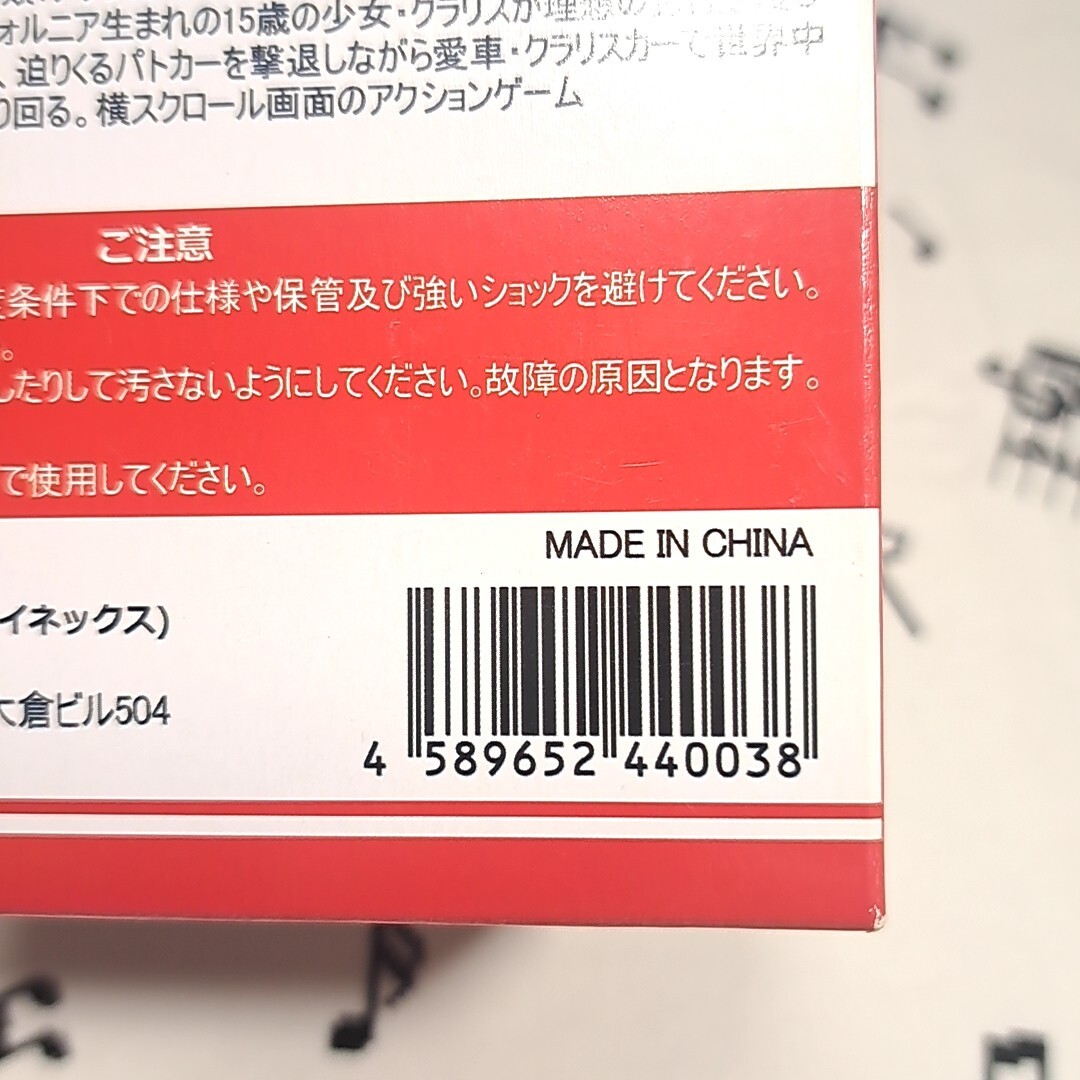 ォルニア生まれの15歳の少女・クラリスが理想の
、迫りくるパトカーを撃退しながら愛車・クラリスカーで世界中
り回る。横スクロール画面のアクションゲーム
ご注意
条件下での仕様や保管及び強いショックを避けてください。
。
したりして汚さないようにしてください。故障の原因となります。
で使用してください。
MADE IN CHINA
イネックス)
大倉ビル504
4 589652 440038